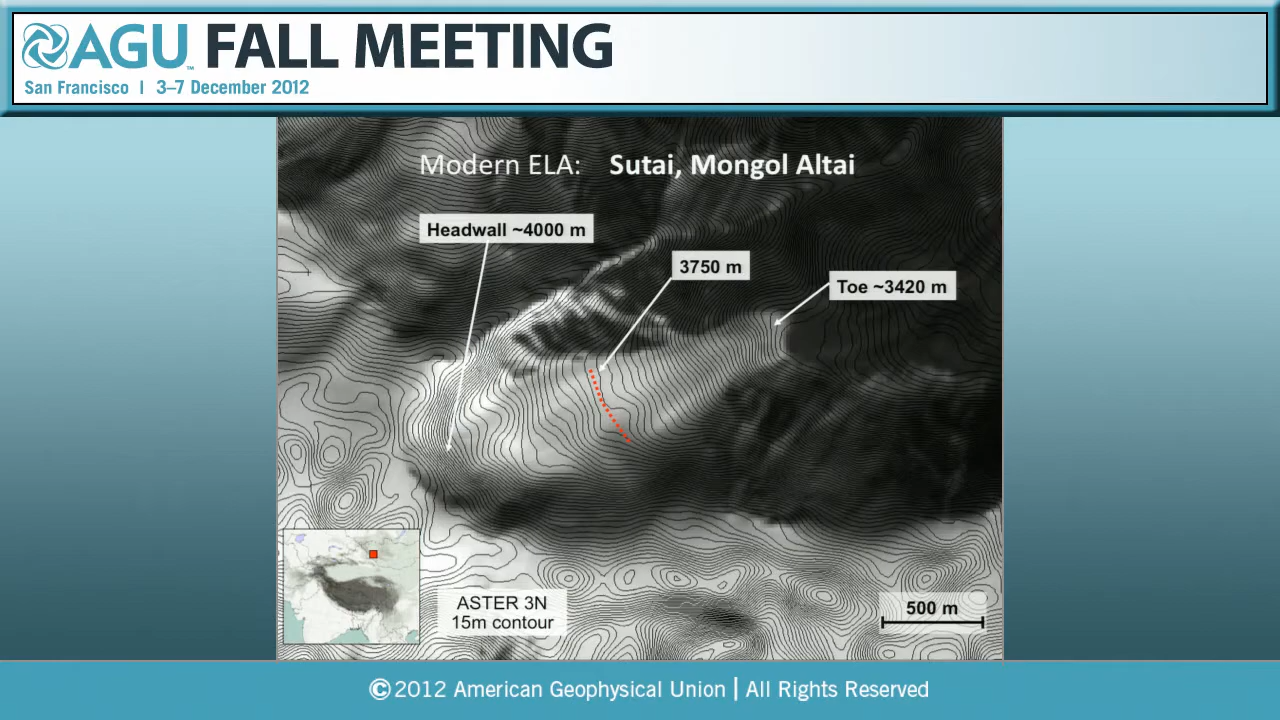 AGU™ FALL MEETING
San Francisco | 3–7 December 2012
Modern ELA: Sutai, Mongol Altai
Headwall ~4000 m
3750 m
Toe ~3420 m
ASTER 3N
15m contour
500 m
©2012 American Geophysical Union | All Rights Reserved